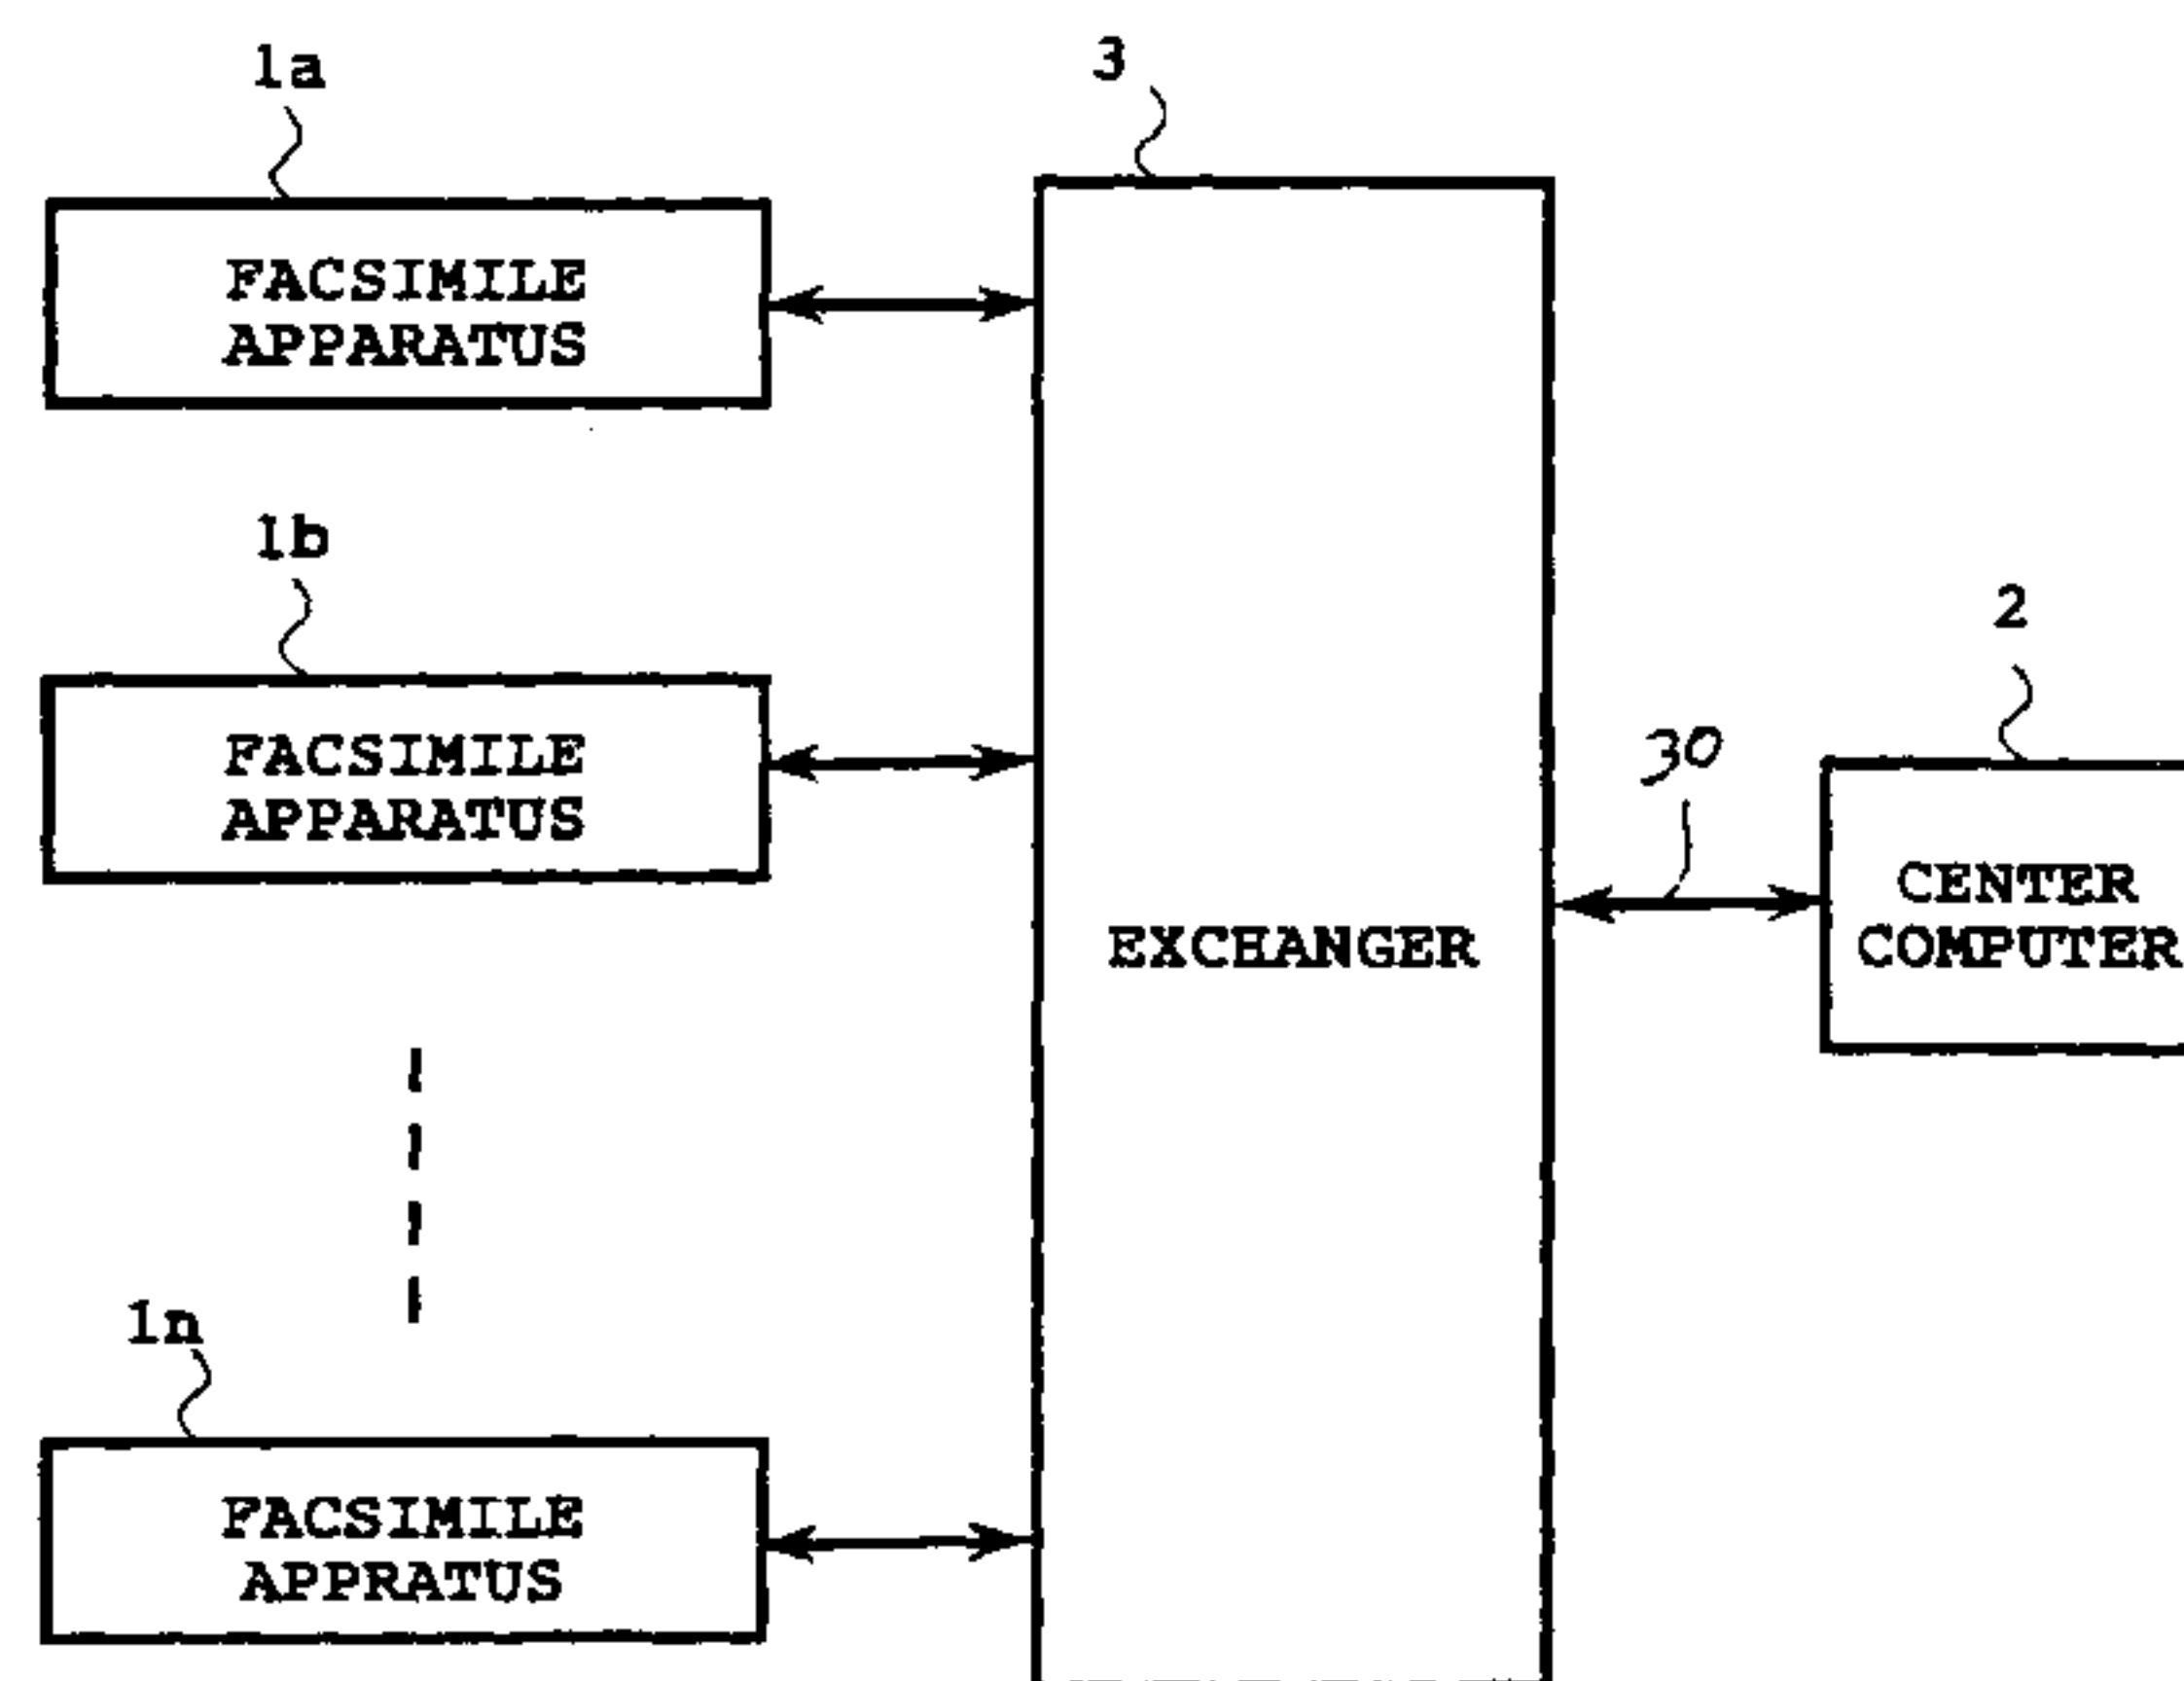 1a
3
FACSIMILE
APPARATUS
1b
2
FACSIMILE
APPARATUS
30
CENTER
COMPUTER
EXCHANGER
1n
FACSIMILE
APPRATUS